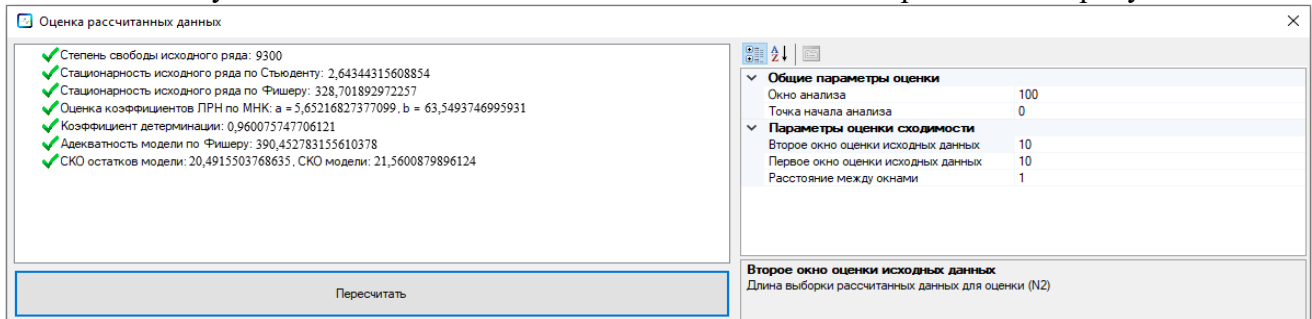 Оценка рассчитанных данных
Степень свободы исходного ряда: 9300
Стационарность исходного ряда по Стьюденту: 2,64344315608854
Стационарность исходного ряда по Фишеру: 328,701892972257
Оценка коэффициентов ЛРН по МНК: a = 5,65216827377099, b = 63,5493746995931
Коэффициент детерминации: 0,960075747706121
Адекватность модели по Фишеру: 390,452783155610378
СКО остатков модели: 20,4915503768635, СКО модели: 21,5600879896124
Пересчитать
Общие параметры оценки
Окно анализа 100
Точка начала анализа 0
Параметры оценки сходимости
Второе окно оценки исходных данных 10
Первое окно оценки исходных данных 10
Расстояние между окнами 1
Второе окно оценки исходных данных
Длина выборки рассчитанных данных для оценки (N2)